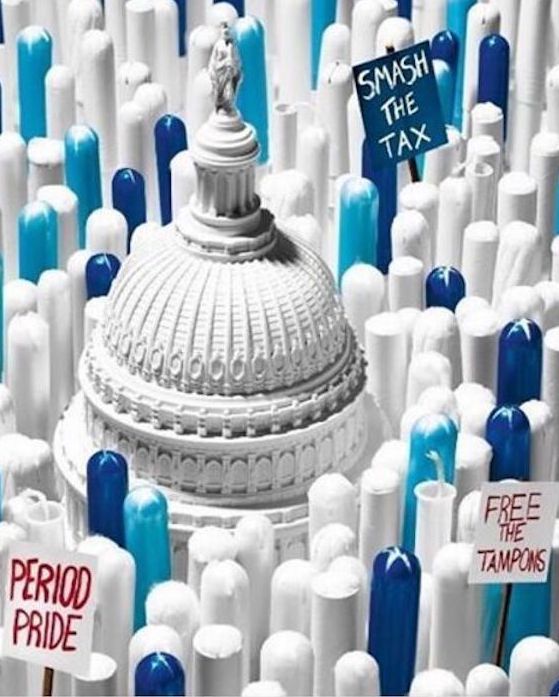 SMASH
THE
TAX
FREE
THE
TAMPONS
PERIOD
PRIDE